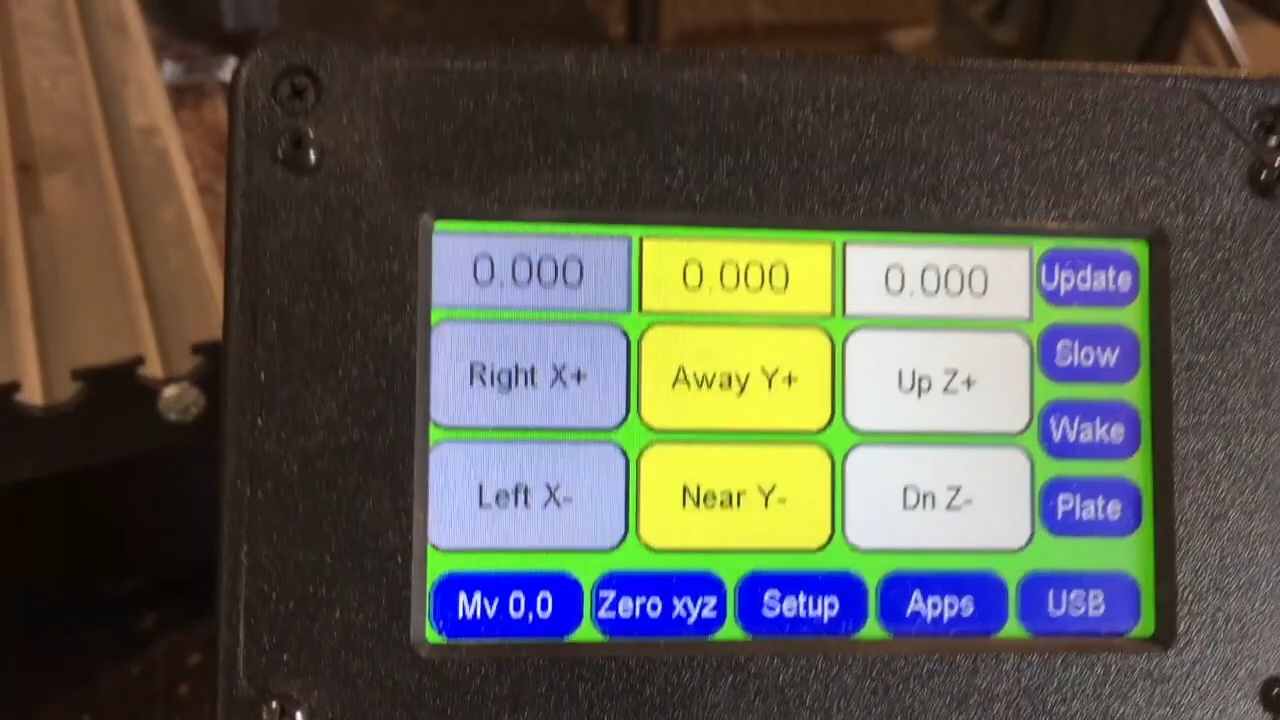 0.000 0.000 0.000 Update
Slow
Right X+ Away Y+ Up Z+
Wake
Left X- Near Y- Dn Z-
Plate
Mv 0,0 Zero xyz Setup Apps USB